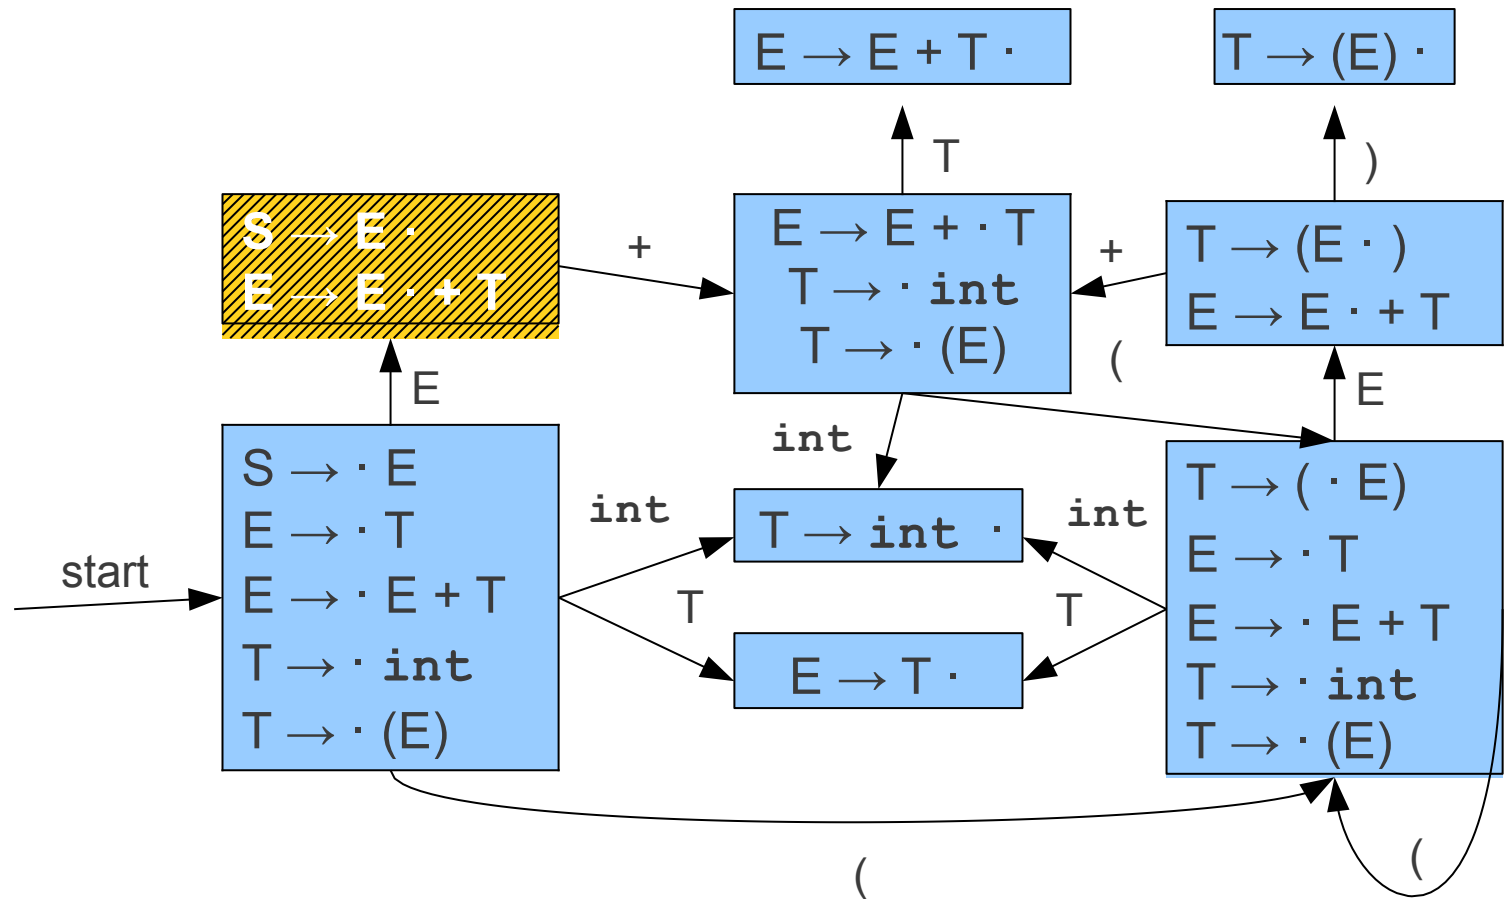 E → E + T ·
T → (E) ·
T
)
S → E ·
E → E · + T
+
E → E + · T
T → · int
T → · (E)
+
T → (E · )
E → E · + T
(
E
E
int
S → · E
E → · T
E → · E + T
T → · int
T → · (E)
start
int
T → int ·
int
T
E → T ·
T
T → ( · E)
E → · T
E → · E + T
T → · int
T → · (E)
(
(